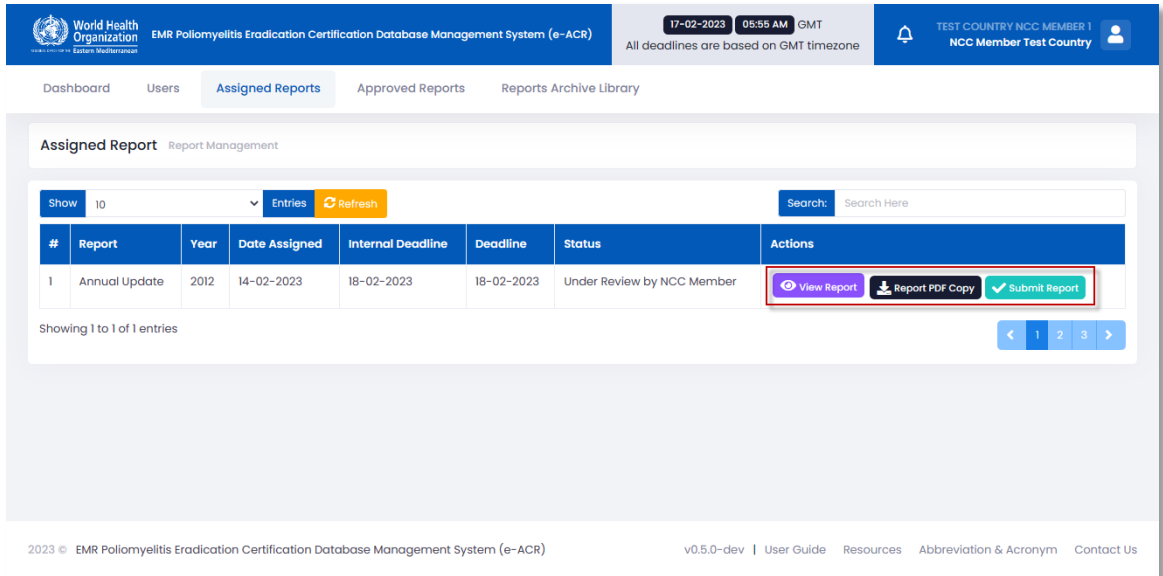 World Health
Organization
Eastern Mediterranean
EMR Poliomyelitis Eradication Certification Database Management System (e-ACR)
17-02-2023 05:55 AM GMT
All deadlines are based on GMT timezone
TEST COUNTRY NCC MEMBER 1
NCC Member Test Country
Dashboard Users Assigned Reports Approved Reports Reports Archive Library
Assigned Report Report Management
Show 10 Entries Refresh Search: Search Here
# Report Year Date Assigned Internal Deadline Deadline Status Actions
1 Annual Update 2012 14-02-2023 18-02-2023 18-02-2023 Under Review by NCC Member View Report Report PDF Copy Submit Report
Showing 1 to 1 of 1 entries
< 1 2 3 >
2023 © EMR Poliomyelitis Eradication Certification Database Management System (e-ACR) v0.5.0-dev | User Guide Resources Abbreviation & Acronym Contact Us